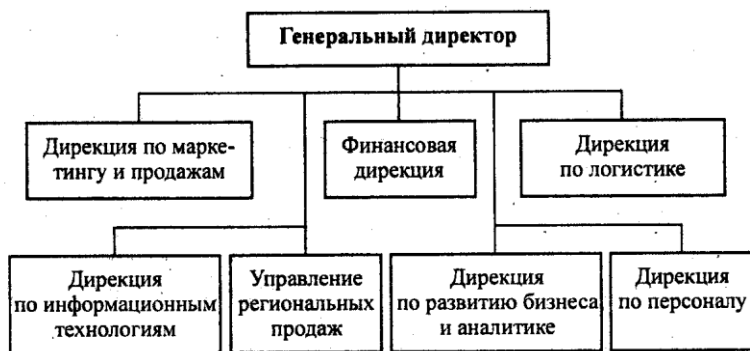 Генеральный директор
Дирекция по марке-
тингу и продажам
Финансовая
дирекция
Дирекция
по логистике
Дирекция
по информационным
технологиям
Управление
региональных
продаж
Дирекция
по развитию бизнеса
и аналитике
Дирекция
по персоналу